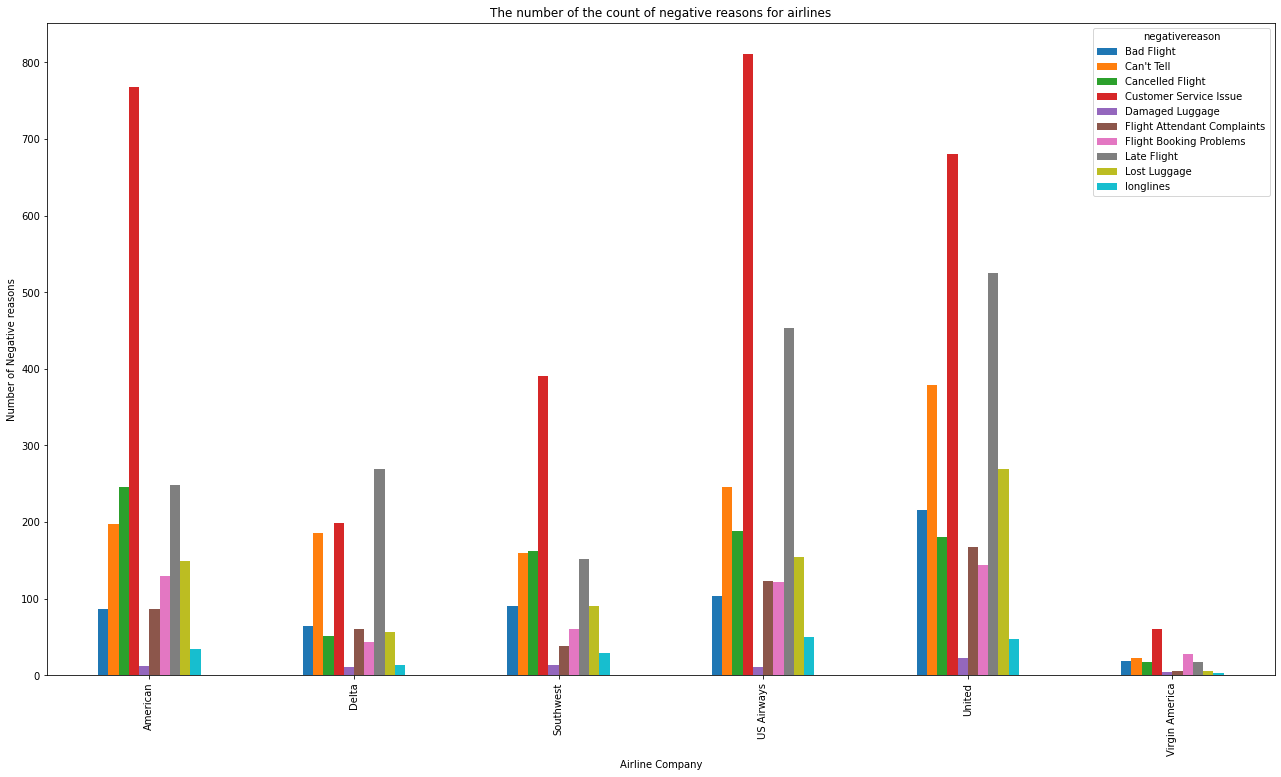 The number of the count of negative reasons for airlines
negativereason
Bad Flight
Can't Tell
Cancelled Flight
Customer Service Issue
Damaged Luggage
Flight Attendant Complaints
Flight Booking Problems
Late Flight
Lost Luggage
longlines
Number of Negative reasons
800
700
600
500
400
300
200
100
0
American
Delta
Southwest
US Airways
United
Virgin America
Airline Company